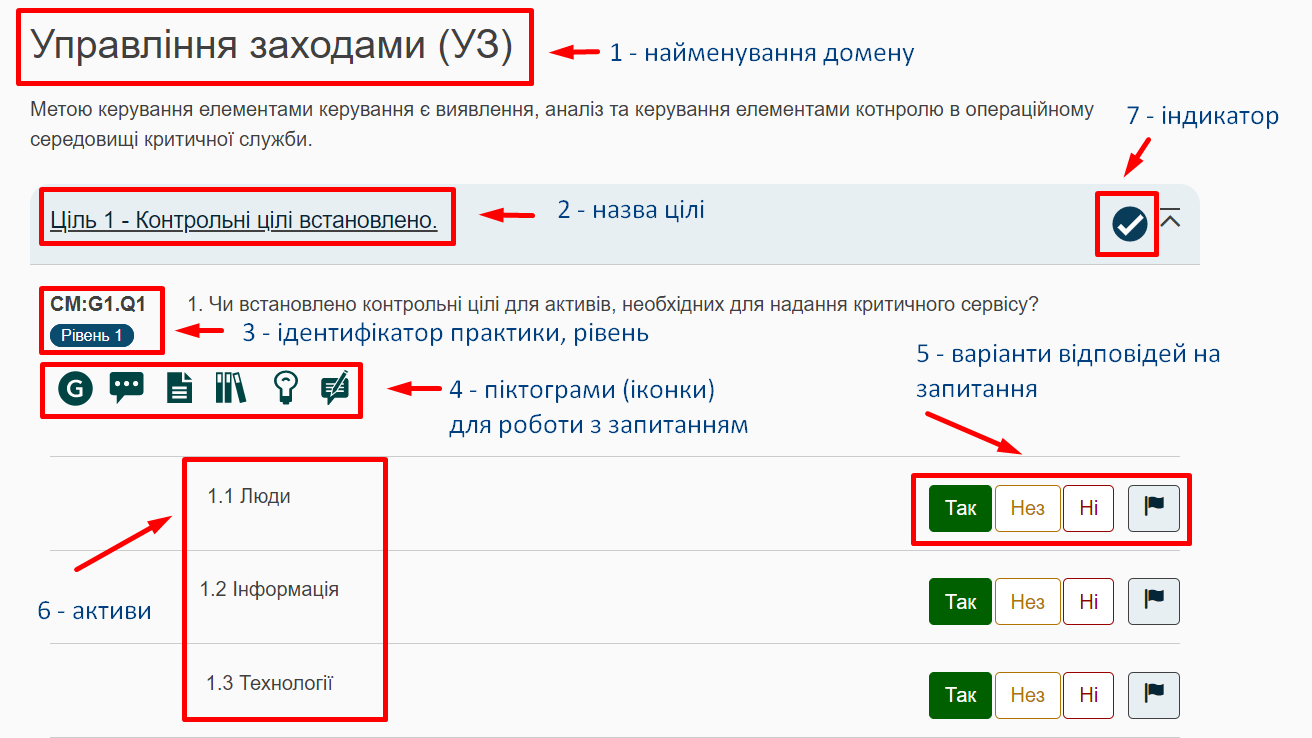 Управління заходами (УЗ)
1 - найменування домену
Метою керування елементами керування є виявлення, аналіз та керування елементами котнролю в операційному
середовищі критичної служби.
7 - індикатор
Ціль 1 - Контрольні цілі встановлено.
2 - назва цілі
CM:G1.Q1
1. Чи встановлено контрольні цілі для активів, необхідних для надання критичного сервісу?
Рівень 1
3 - ідентифікатор практики, рівень
G
4 - піктограми (іконки)
для роботи з запитанням
5 - варіанти відповідей на
запитання
1.1 Люди
Так Нез Ні
6 - активи
1.2 Інформація
Так Нез Ні
1.3 Технології
Так Нез Ні